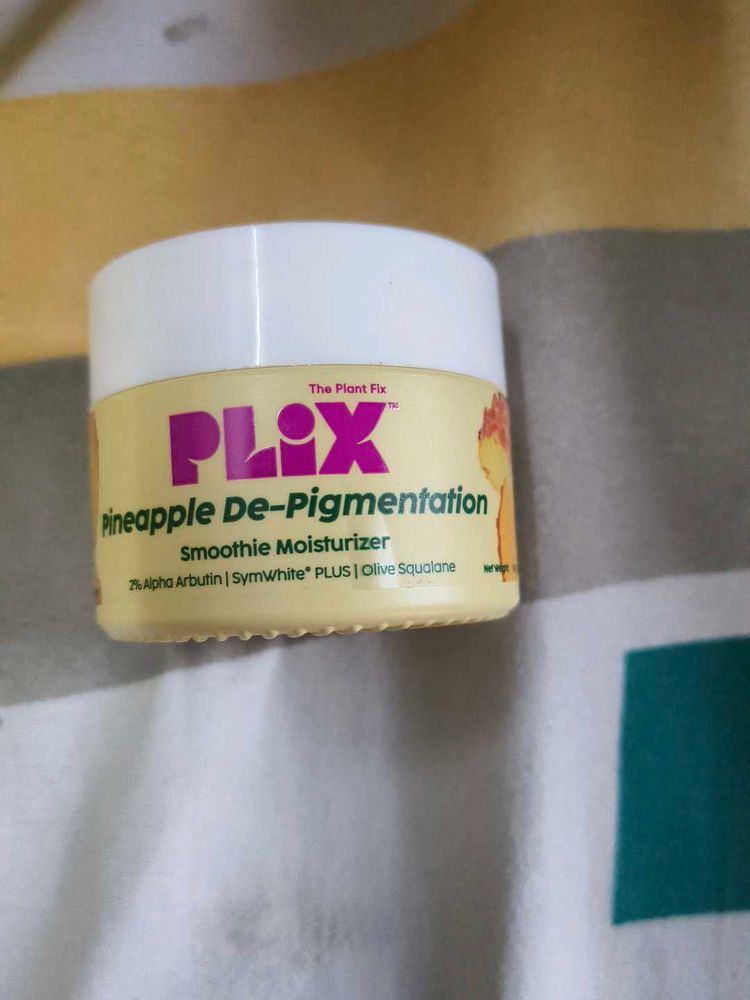 The Plant Fix
PLiX™
Pineapple De-Pigmentation
Smoothie Moisturizer
2% Alpha Arbutin | SymWhite® PLUS | Olive Squalane
Net Weight